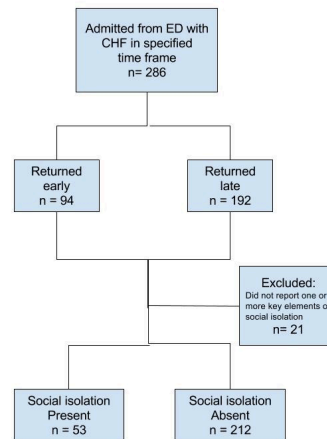 Admitted from ED with
CHF in specified
time frame
n= 286
Returned
early
n = 94
Returned
late
n = 192
Excluded:
Did not report one or
more key elements o
social isolation
n= 21
Social isolation
Present
n = 53
Social isolation
Absent
n = 212